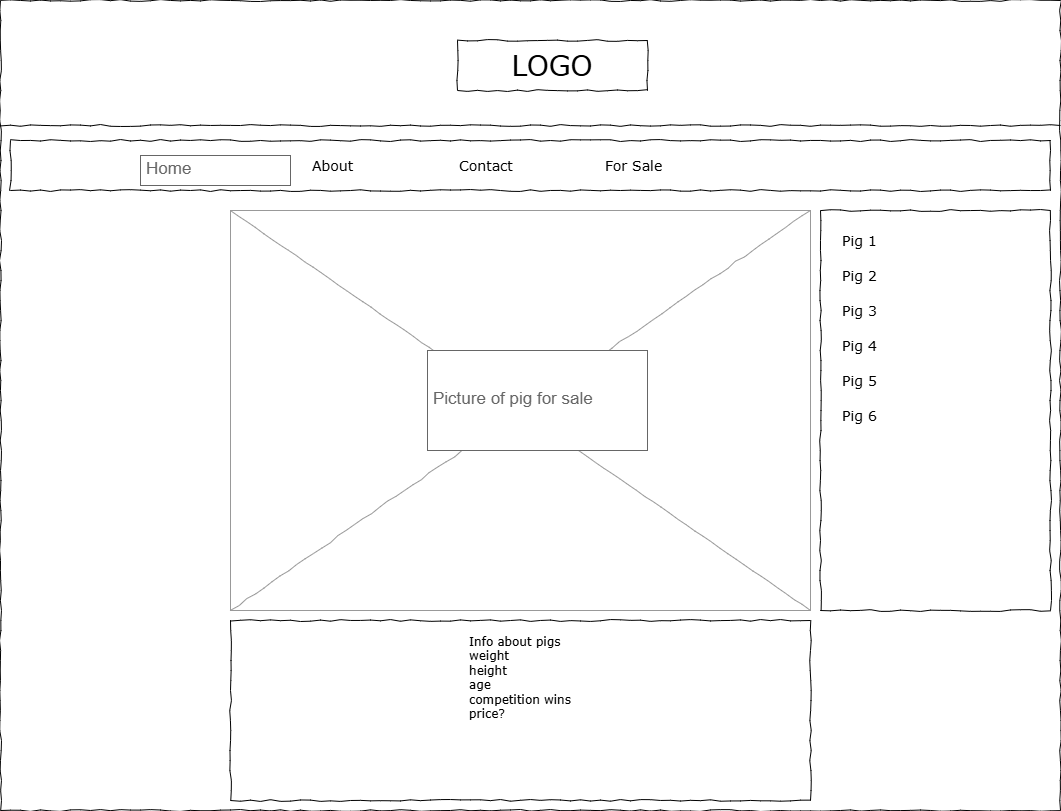 LOGO
Home About Contact For Sale
Pig 1
Pig 2
Pig 3
Pig 4
Pig 5
Pig 6
Picture of pig for sale
Info about pigs
weight
height
age
competition wins
price?